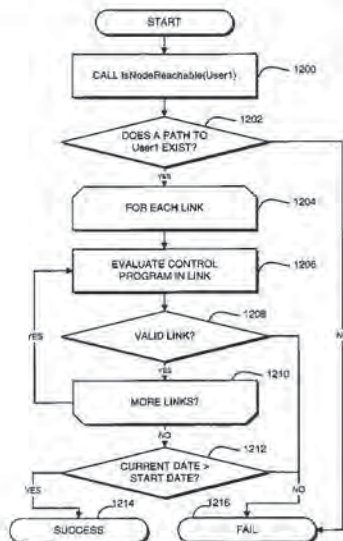 START
CALL IsNodeReachable(User1)
1200
1202
DOES A PATH TO
User1 EXIST?
YES
FOR EACH LINK
1204
EVALUATE CONTROL
PROGRAM IN LINK
1206
1208
YES
VALID LINK?
NO
YES
1210
MORE LINKS?
NO
1212
CURRENT DATE >
START DATE?
YES
1214
1216
NO
SUCCESS
FAIL